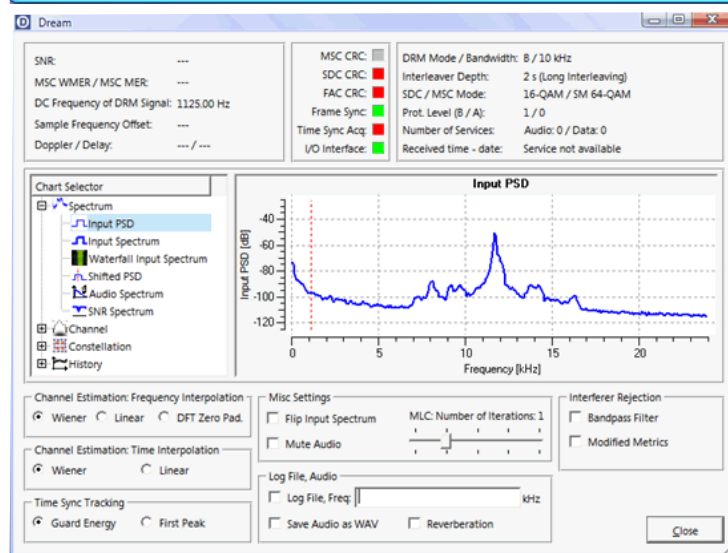 Dream
SNR: ---
MSC WMER / MSC MER: ---
DC Frequency of DRM Signal: 1125.00 Hz
Sample Frequency Offset: ---
Doppler / Delay: --- / ---
MSC CRC:
SDC CRC:
FAC CRC:
Frame Sync:
Time Sync Acq:
I/O Interface:
DRM Mode / Bandwidth: B / 10 kHz
Interleaver Depth: 2 s (Long Interleaving)
SDC / MSC Mode: 16-QAM / SM 64-QAM
Prot. Level (B / A): 1 / 0
Number of Services: Audio: 0 / Data: 0
Received time - date: Service not available
Chart Selector
Spectrum
Input PSD
Input Spectrum
Waterfall Input Spectrum
Shifted PSD
Audio Spectrum
SNR Spectrum
Channel
Constellation
History
Input PSD
Input PSD [dB]
-40
-60
-80
-100
-120
0 5 10 15 20
Frequency [kHz]
Channel Estimation: Frequency Interpolation
Wiener Linear DFT Zero Pad.
Channel Estimation: Time Interpolation
Wiener Linear
Time Sync Tracking
Guard Energy First Peak
Misc Settings
Flip Input Spectrum
Mute Audio
MLC: Number of Iterations: 1
Log File, Audio
Log File, Freq: kHz
Save Audio as WAV Reverberation
Interferer Rejection
Bandpass Filter
Modified Metrics
Close